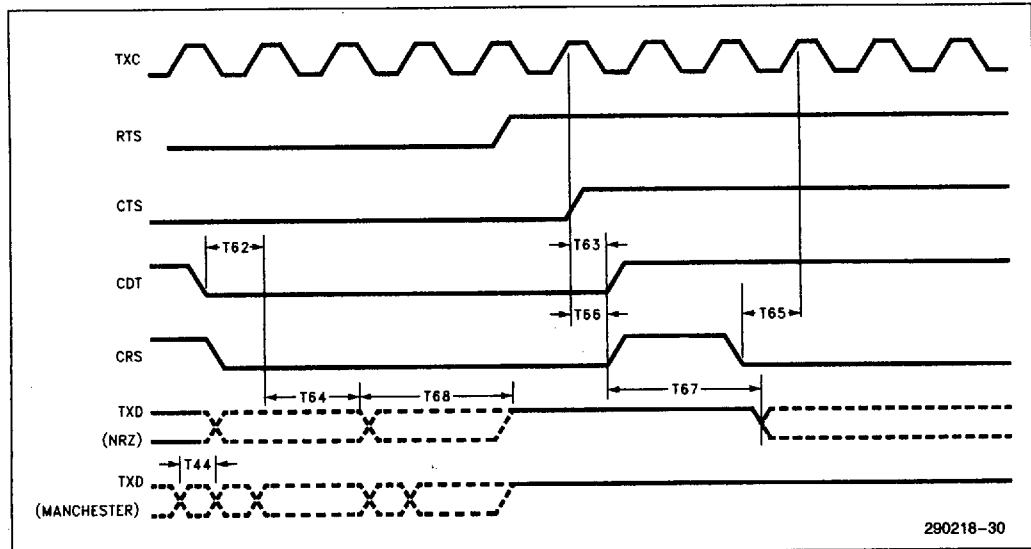 TXC
RTS
CTS
T62
T63
CDT
T66
T65
CRS
T67
T64
T68
TXD
(NRZ)
T44
TXD
(MANCHESTER)
290218-30